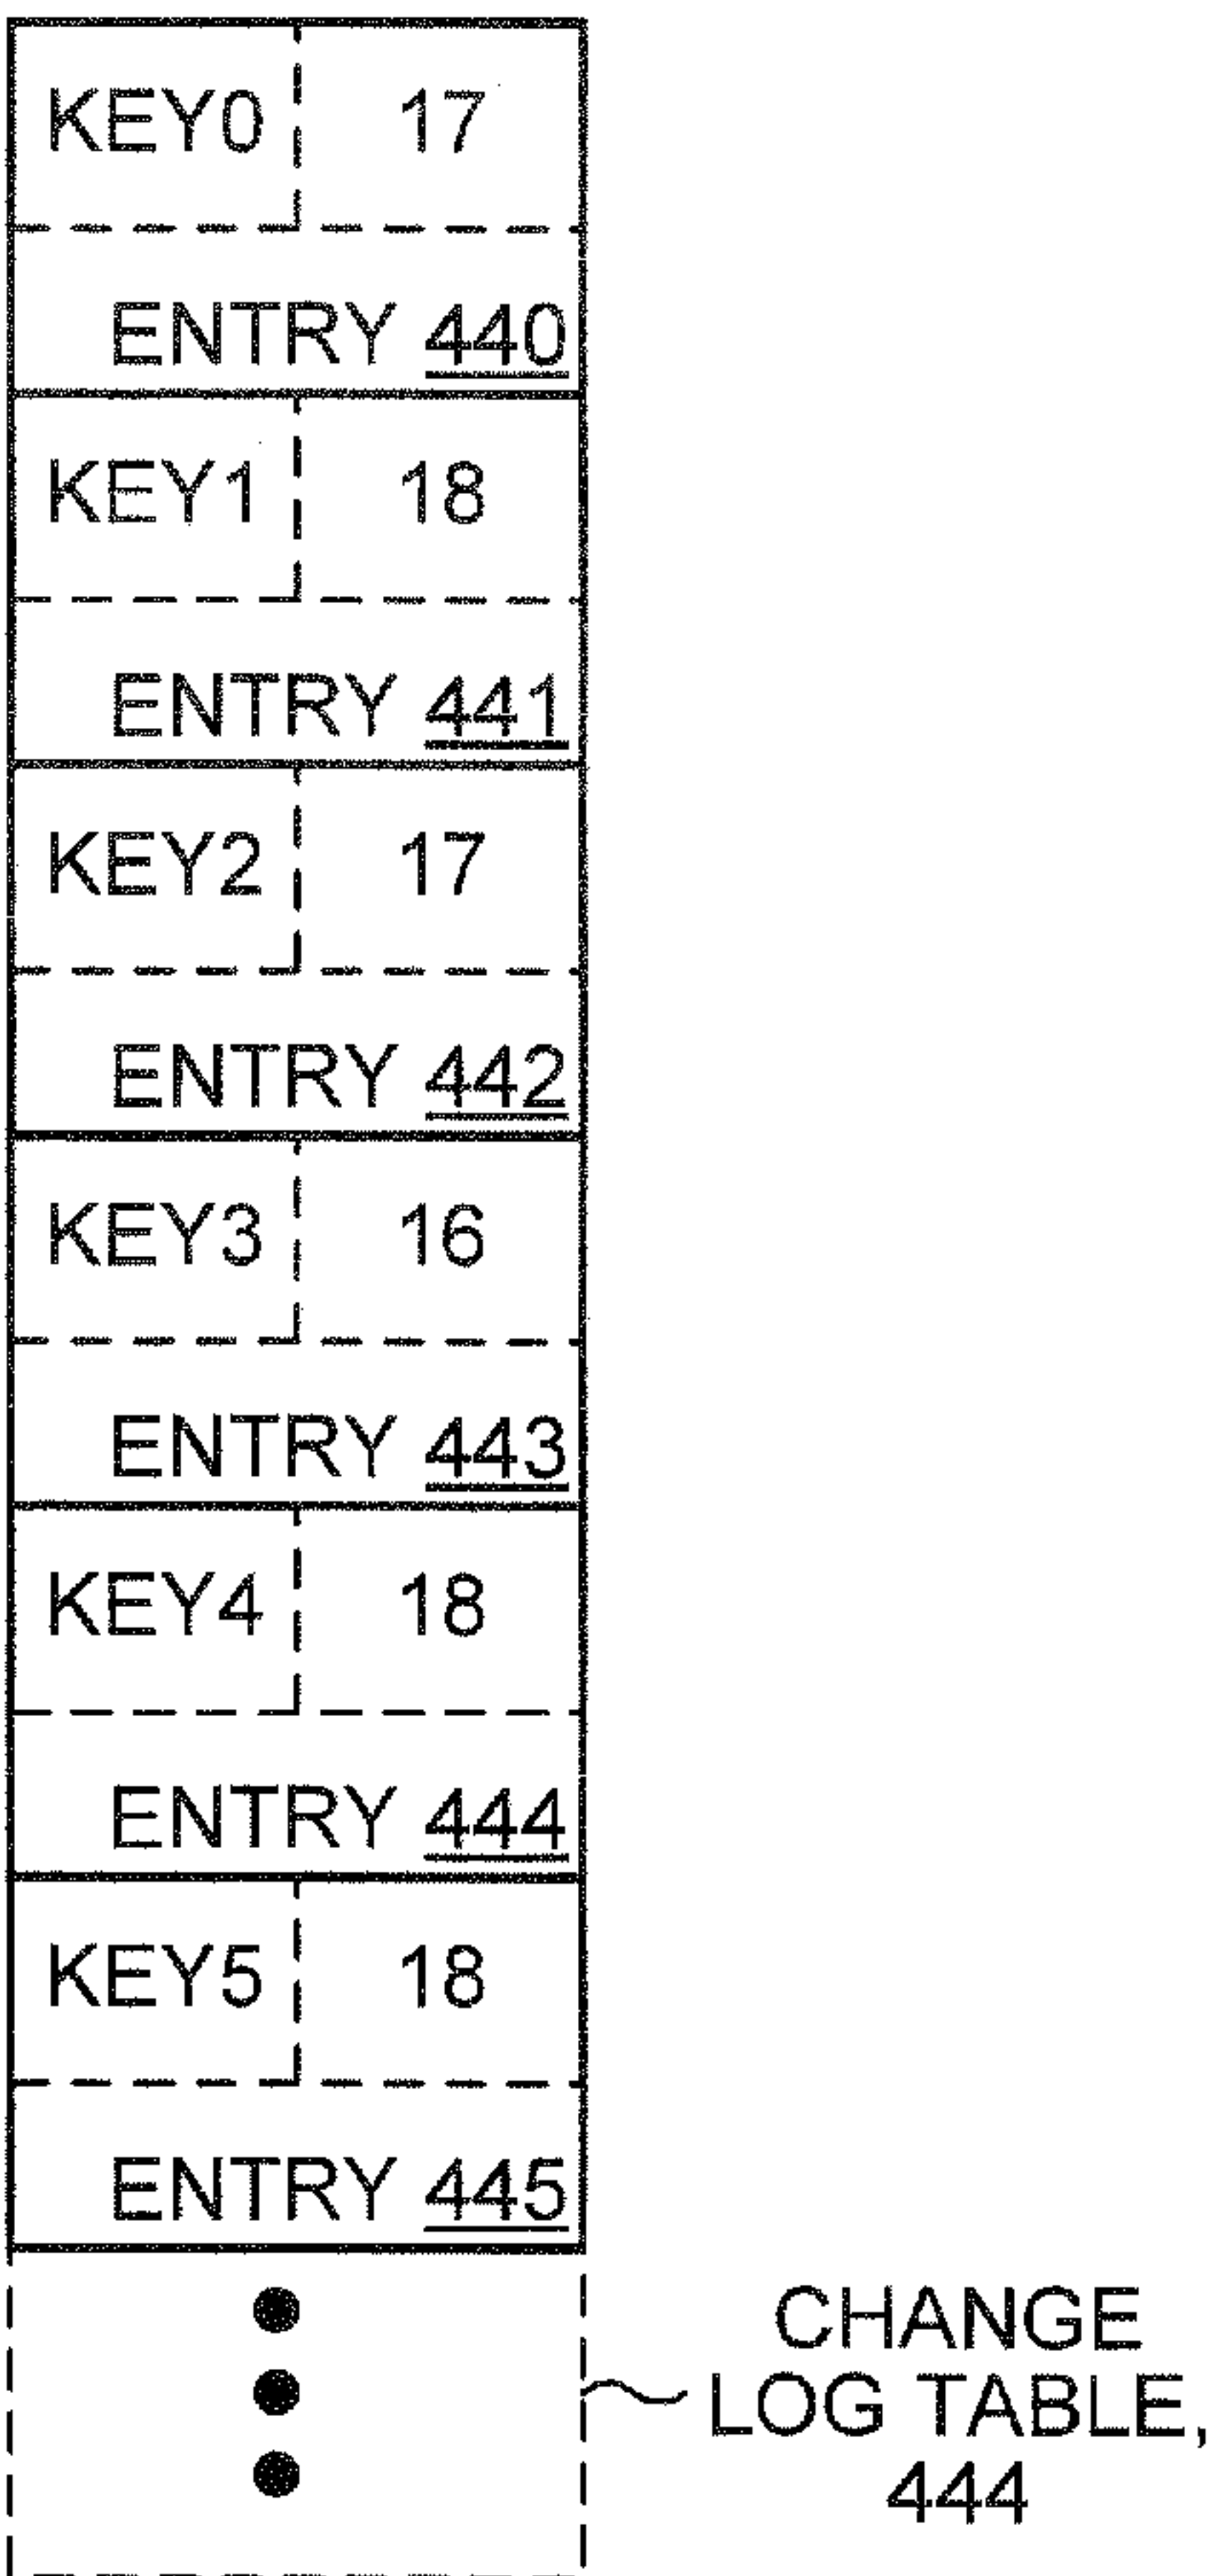 KEY0 17
ENTRY 440
KEY1 18
ENTRY 441
KEY2 17
ENTRY 442
KEY3 16
ENTRY 443
KEY4 18
ENTRY 444
KEY5 18
ENTRY 445
CHANGE
LOG TABLE,
444